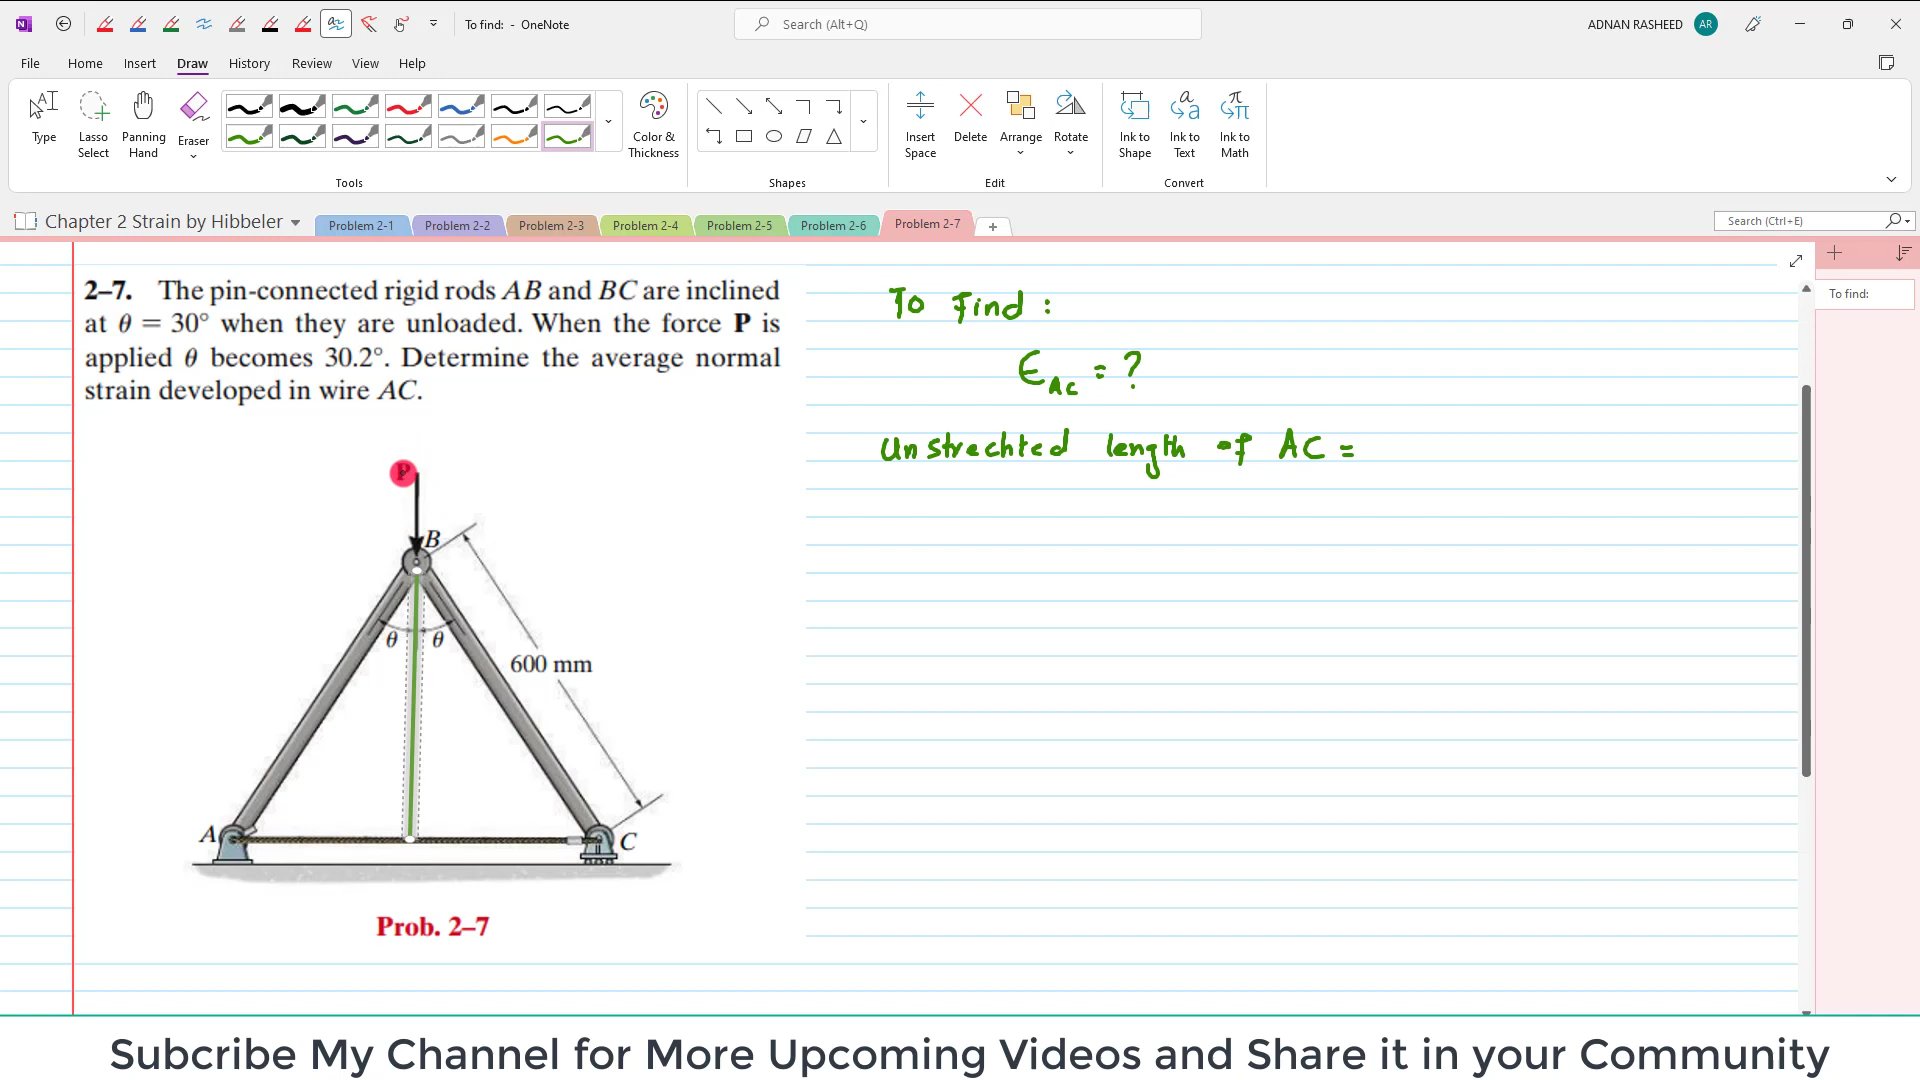 To find: - OneNote
Search (Alt+Q)
ADNAN RASHEED
AR
File Home Insert Draw History Review View Help
Type
Lasso Select
Panning Hand
Eraser
Color & Thickness
Insert Space
Delete
Arrange
Rotate
Ink to Shape
Ink to Text
Ink to Math
Tools
Shapes
Edit
Convert
Chapter 2 Strain by Hibbeler
Problem 2-1
Problem 2-2
Problem 2-3
Problem 2-4
Problem 2-5
Problem 2-6
Problem 2-7
Search (Ctrl+E)
To find:
2–7. The pin-connected rigid rods AB and BC are inclined
at θ = 30° when they are unloaded. When the force P is
applied θ becomes 30.2°. Determine the average normal
strain developed in wire AC.
P
B
θ θ
600 mm
A
C
Prob. 2–7
To Find :
ϵAC = ?
Unstrechted length of AC =
Subcribe My Channel for More Upcoming Videos and Share it in your Community